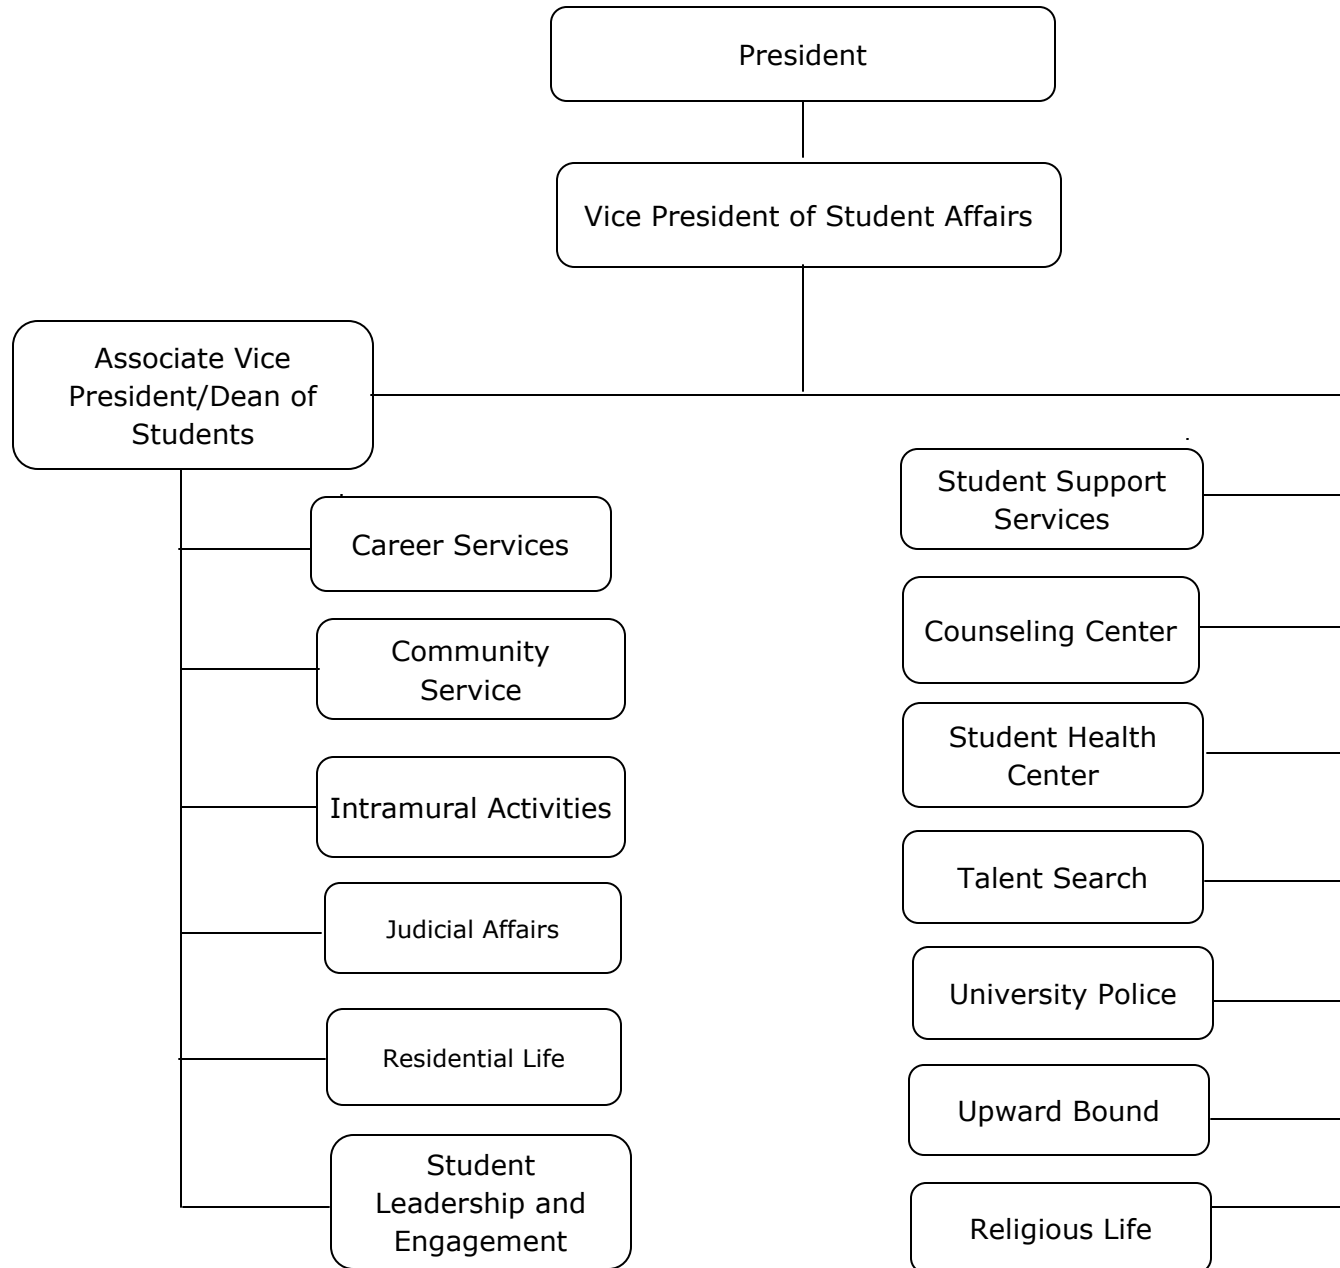 President
Vice President of Student Affairs
Associate Vice
President/Dean of
Students
Career Services
Community
Service
Intramural Activities
Judicial Affairs
Residential Life
Student
Leadership and
Engagement
Student Support
Services
Counseling Center
Student Health
Center
Talent Search
University Police
Upward Bound
Religious Life